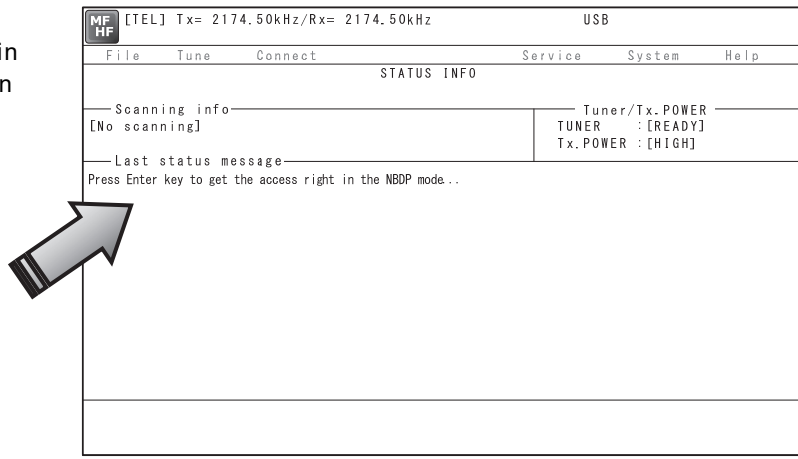 in
n
MF
HF
[TEL] Tx= 2174.50kHz/Rx= 2174.50kHz USB
File Tune Connect Service System Help
STATUS INFO
Scanning info
[No scanning]
Last status message
Tuner/Tx.POWER
TUNER :[READY]
Tx.POWER :[HIGH]
Press Enter key to get the access right in the NBDP mode...